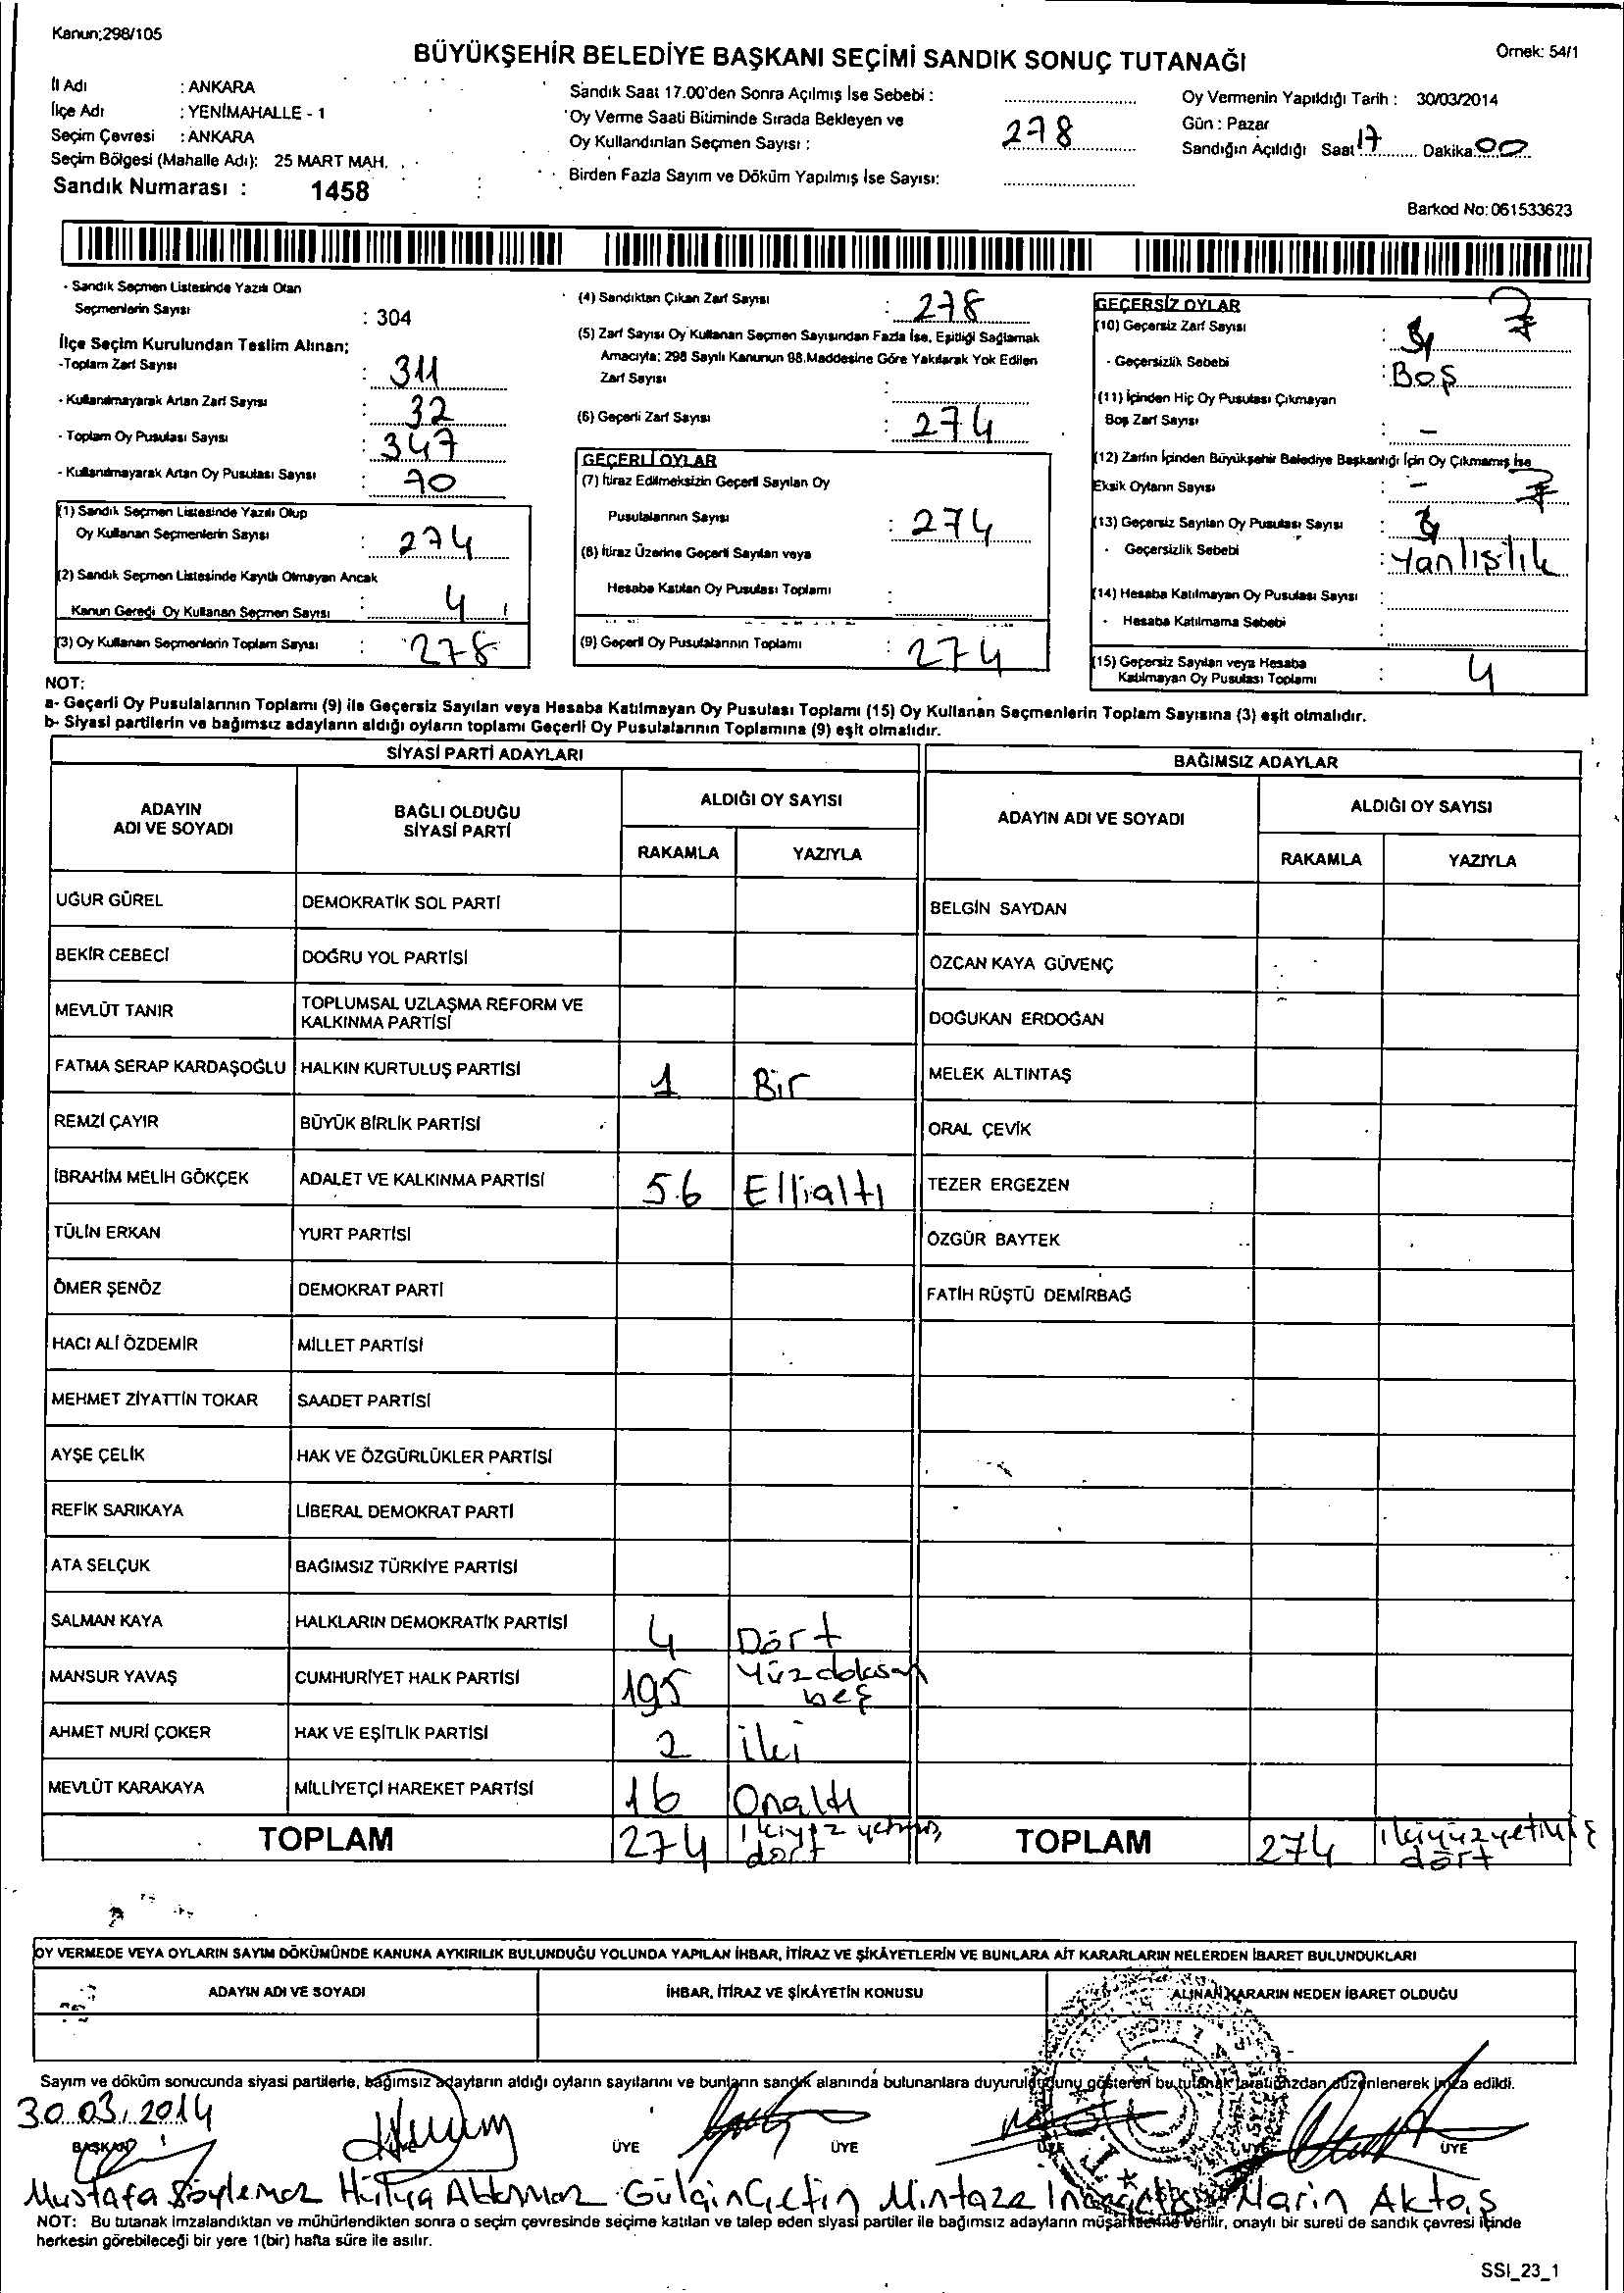 Kanun;298/105
BÜYÜKŞEHİR BELEDİYE BAŞKANI SEÇİMİ SANDIK SONUÇ TUTANAĞI
Örnek: 54/1
İl Adı : ANKARA
İlçe Adı : YENİMAHALLE - 1
Seçim Çevresi : ANKARA
Seçim Bölgesi (Mahalle Adı): 25 MART MAH.
Sandık Numarası : 1458
Sandık Saat 17.00'den Sonra Açılmış İse Sebebi :
Oy Verme Saati Bitiminde Sırada Bekleyen ve
Oy Kullandırılan Seçmen Sayısı : 278
Birden Fazla Sayım ve Döküm Yapılmış İse Sayısı:
Oy Vermenin Yapıldığı Tarih : 30/03/2014
Gün : Pazar
Sandığın Açıldığı Saat 17 Dakika 00
Barkod No: 061533623
- Sandık Seçmen Listesinde Yazılı Olan
Seçmenlerin Sayısı : 304
İlçe Seçim Kurulundan Teslim Alınan;
-Toplam Zarf Sayısı : 311
- Kullanılmayarak Artan Zarf Sayısı : 32
- Toplam Oy Pusulası Sayısı : 347
- Kullanılmayarak Artan Oy Pusulası Sayısı : 70
(1) Sandık Seçmen Listesinde Yazılı Olup
Oy Kullanan Seçmenlerin Sayısı : 274
(2) Sandık Seçmen Listesinde Kayıtlı Olmayan Ancak
Kanun Gereği Oy Kullanan Seçmen Sayısı : 4
(3) Oy Kullanan Seçmenlerin Toplam Sayısı : 278
(4) Sandıktan Çıkan Zarf Sayısı : 278
(5) Zarf Sayısı Oy Kullanan Seçmen Sayısından Fazla İse, Eşitliği Sağlamak
Amacıyla; 298 Sayılı Kanunun 98.Maddesine Göre Yakılarak Yok Edilen
Zarf Sayısı :
(6) Geçerli Zarf Sayısı : 274
GEÇERLİ OYLAR
(7) İtiraz Edilmeksizin Geçerli Sayılan Oy
Pusulalarının Sayısı : 274
(8) İtiraz Üzerine Geçerli Sayılan veya
Hesaba Katılan Oy Pusulası Toplamı :
(9) Geçerli Oy Pusulalarının Toplamı : 274
GEÇERSİZ OYLAR
(10) Geçersiz Zarf Sayısı :
- Geçersizlik Sebebi : Boş
(11) İçinden Hiç Oy Pusulası Çıkmayan
Boş Zarf Sayısı : -
(12) Zarfın İçinden Büyükşehir Belediye Başkanlığı İçin Oy Çıkmamış İse
Eksik Oyların Sayısı : -
(13) Geçersiz Sayılan Oy Pusulası Sayısı :
- Geçersizlik Sebebi : Yanlışlık
(14) Hesaba Katılmayan Oy Pusulası Sayısı :
- Hesaba Katılmama Sebebi :
(15) Geçersiz Sayılan veya Hesaba
Katılmayan Oy Pusulası Toplamı : 4
NOT:
a- Geçerli Oy Pusulalarının Toplamı (9) ile Geçersiz Sayılan veya Hesaba Katılmayan Oy Pusulası Toplamı (15) Oy Kullanan Seçmenlerin Toplam Sayısına (3) eşit olmalıdır.
b- Siyasi partilerin ve bağımsız adayların aldığı oyların toplamı Geçerli Oy Pusulalarının Toplamına (9) eşit olmalıdır.
SİYASİ PARTİ ADAYLARI
ADAYIN ADI VE SOYADI BAĞLI OLDUĞU SİYASİ PARTİ ALDIĞI OY SAYISI
RAKAMLA YAZIYLA
UĞUR GÜREL DEMOKRATİK SOL PARTİ
BEKİR CEBECİ DOĞRU YOL PARTİSİ
MEVLÜT TANIR TOPLUMSAL UZLAŞMA REFORM VE KALKINMA PARTİSİ
FATMA SERAP KARDAŞOĞLU HALKIN KURTULUŞ PARTİSİ 1 Bir
REMZİ ÇAYIR BÜYÜK BİRLİK PARTİSİ
İBRAHİM MELİH GÖKÇEK ADALET VE KALKINMA PARTİSİ 56 Ellialtı
TÜLİN ERKAN YURT PARTİSİ
ÖMER ŞENÖZ DEMOKRAT PARTİ
HACI ALİ ÖZDEMİR MİLLET PARTİSİ
MEHMET ZİYATTİN TOKAR SAADET PARTİSİ
AYŞE ÇELİK HAK VE ÖZGÜRLÜKLER PARTİSİ
REFİK SARIKAYA LİBERAL DEMOKRAT PARTİ
ATA SELÇUK BAĞIMSIZ TÜRKİYE PARTİSİ
SALMAN KAYA HALKLARIN DEMOKRATİK PARTİSİ 4 Dört
MANSUR YAVAŞ CUMHURİYET HALK PARTİSİ 195 Yüzdoksan beş
AHMET NURİ ÇOKER HAK VE EŞİTLİK PARTİSİ 2 iki
MEVLÜT KARAKAYA MİLLİYETÇİ HAREKET PARTİSİ 16 Onaltı
TOPLAM 274 ikiyüzyetmiş dört
BAĞIMSIZ ADAYLAR
ADAYIN ADI VE SOYADI ALDIĞI OY SAYISI
RAKAMLA YAZIYLA
BELGİN SAYDAN
ÖZCAN KAYA GÜVENÇ
DOĞUKAN ERDOĞAN
MELEK ALTINTAŞ
ORAL ÇEVİK
TEZER ERGEZEN
ÖZGÜR BAYTEK
FATİH RÜŞTÜ DEMİRBAĞ
TOPLAM 274 ikiyüzyetmiş dört
OY VERMEDE VEYA OYLARIN SAYIM DÖKÜMÜNDE KANUNA AYKIRILIK BULUNDUĞU YOLUNDA YAPILAN İHBAR, İTİRAZ VE ŞİKÂYETLERİN VE BUNLARA AİT KARARLARIN NELERDEN İBARET BULUNDUKLARI
ADAYIN ADI VE SOYADI İHBAR, İTİRAZ VE ŞİKÂYETİN KONUSU ALINAN KARARIN NEDEN İBARET OLDUĞU
Sayım ve döküm sonucunda siyasi partilerle, bağımsız adayların aldığı oyların sayılarını ve bunların sandık alanında bulunanlara duyurulduğunu gösteren bu tutanak tarafımızdan düzenlenerek imza edildi.
30.03.2014
BAŞKAN ÜYE ÜYE ÜYE ÜYE ÜYE
Mustafa Söylemez Hülya Gülçin Çetin Narin Aktaş
NOT: Bu tutanak imzalandıktan ve mühürlendikten sonra o seçim çevresinde seçime katılan ve talep eden siyasi partiler ile bağımsız adayların müşahitlerine verilir, onaylı bir sureti de sandık çevresi içinde
herkesin görebileceği bir yere 1(bir) hafta süre ile asılır.
SSI_23_1